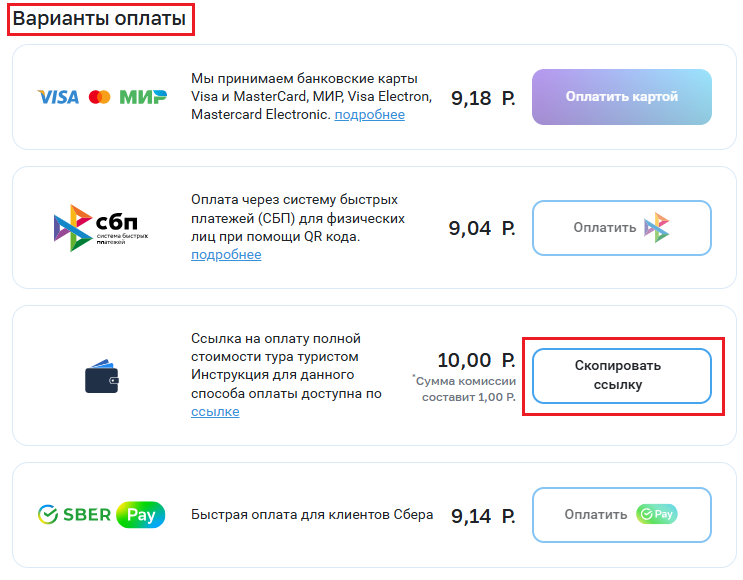 Варианты оплаты
VISA МИР
Мы принимаем банковские карты
Visa и MasterCard, МИР, Visa Electron,
Mastercard Electronic. подробнее
9,18 Р.
Оплатить картой
сбп
система быстрых
платежей
Оплата через систему быстрых
платежей (СБП) для физических
лиц при помощи QR кода.
подробнее
9,04 Р.
Оплатить
Ссылка на оплату полной
стоимости тура туристом
Инструкция для данного
способа оплаты доступна по
ссылке
10,00 Р.
*Сумма комиссии
составит 1,00 Р.
Скопировать
ссылку
SBER Pay
Быстрая оплата для клиентов Сбера
9,14 Р.
Оплатить Pay